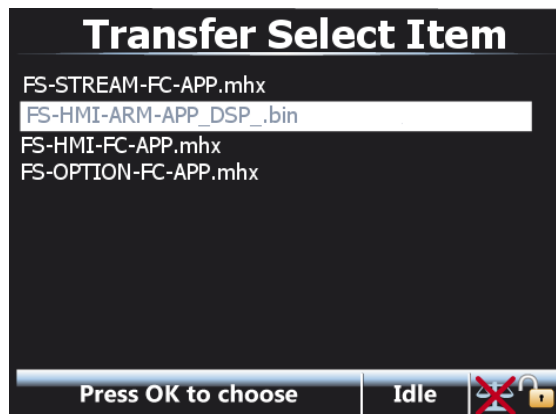 Transfer Select Item
FS-STREAM-FC-APP.mhx
FS-HMI-ARM-APP_DSP_.bin
FS-HMI-FC-APP.mhx
FS-OPTION-FC-APP.mhx
Press OK to choose
Idle